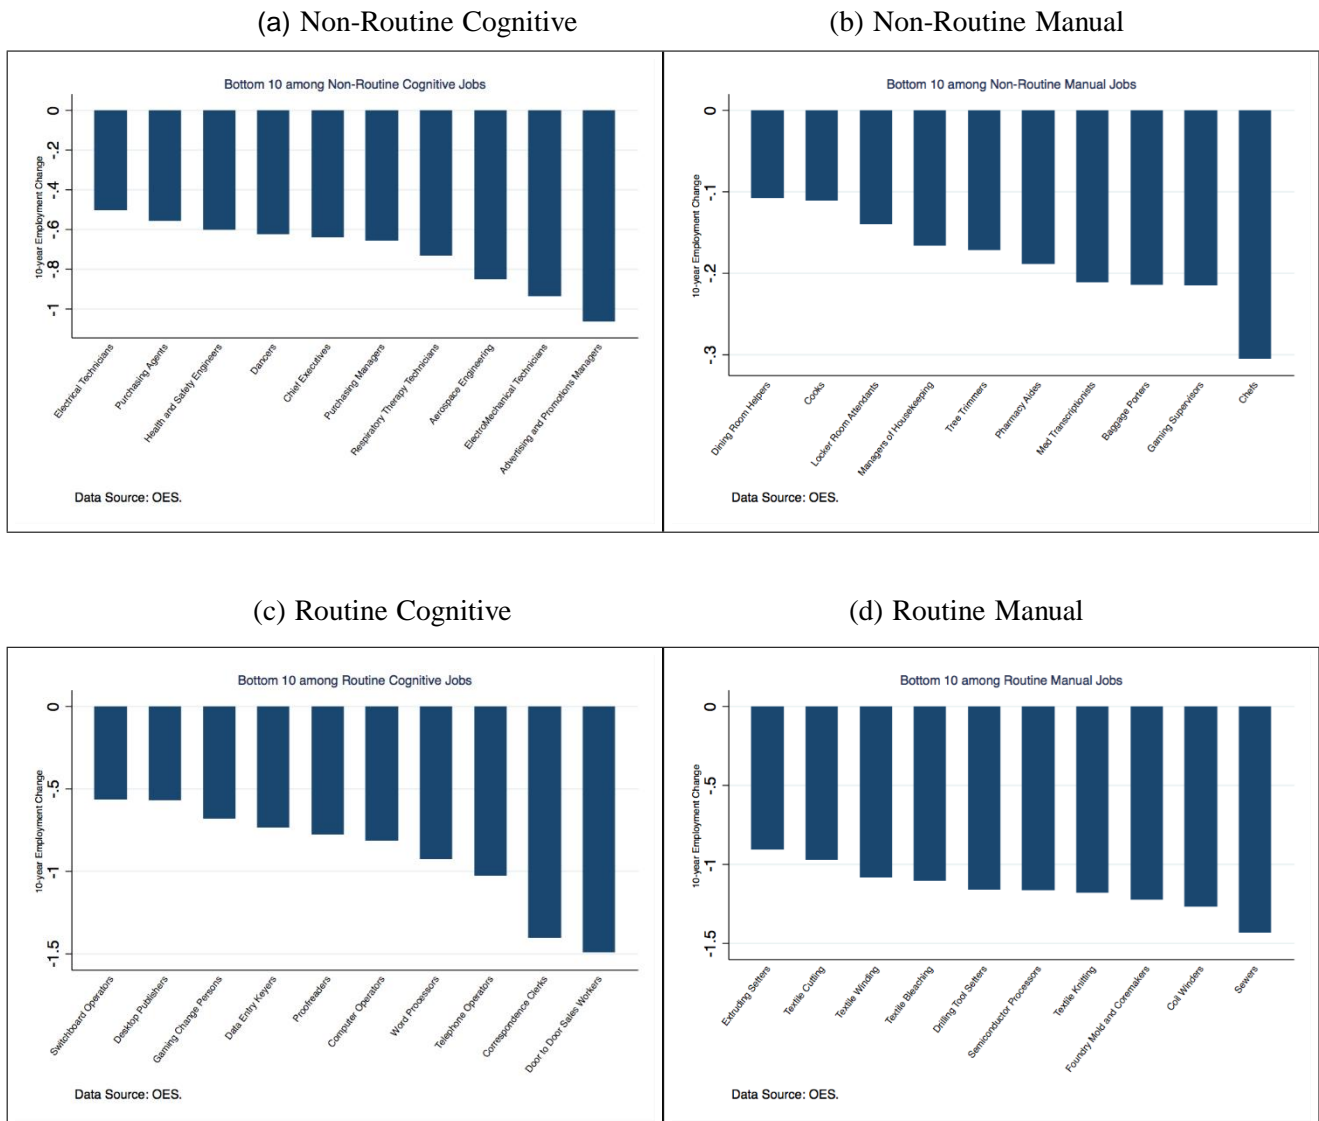 (a) Non-Routine Cognitive
(b) Non-Routine Manual
Bottom 10 among Non-Routine Cognitive Jobs
10-year Employment Change
0
-.2
-.4
-.6
-.8
-1
Electrical Technicians
Purchasing Agents
Health and Safety Engineers
Dancers
Chief Executives
Purchasing Managers
Respiratory Therapy Technicians
Aerospace Engineering
ElectroMechanical Technicians
Advertising and Promotions Managers
Data Source: OES.
Bottom 10 among Non-Routine Manual Jobs
10-year Employment Change
0
-.1
-.2
-.3
Dining Room Helpers
Cooks
Locker Room Attendants
Managers of Housekeeping
Tree Trimmers
Pharmacy Aides
Med Transcriptionists
Baggage Porters
Gaming Supervisors
Chefs
Data Source: OES.
(c) Routine Cognitive
(d) Routine Manual
Bottom 10 among Routine Cognitive Jobs
10-year Employment Change
0
-.5
-1
-1.5
Switchboard Operators
Desktop Publishers
Gaming Change Persons
Data Entry Keyers
Proofreaders
Computer Operators
Word Processors
Telephone Operators
Correspondence Clerks
Door to Door Sales Workers
Data Source: OES.
Bottom 10 among Routine Manual Jobs
10-year Employment Change
0
-.5
-1
-1.5
Extruding Setters
Textile Cutting
Textile Winding
Textile Bleaching
Drilling Tool Setters
Semiconductor Processors
Textile Knitting
Foundry Mold and Coremakers
Coil Winders
Sewers
Data Source: OES.